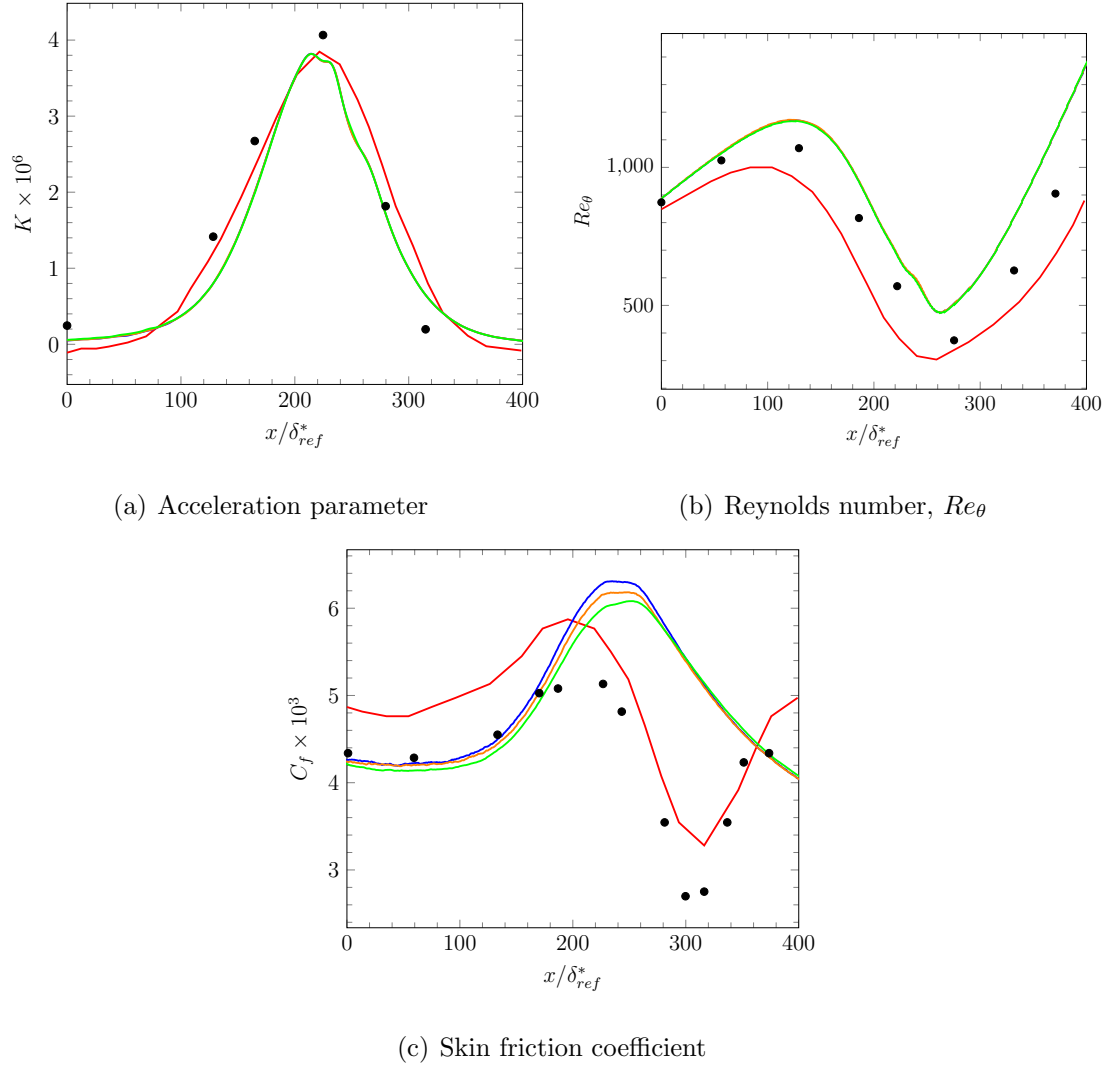 4
3
2
1
0
K × 10^6
0
100
200
300
400
x/δ*_ref
(a) Acceleration parameter
1,000
500
Re_θ
0
100
200
300
400
x/δ*_ref
(b) Reynolds number, Re_θ
6
5
4
3
C_f × 10^3
0
100
200
300
400
x/δ*_ref
(c) Skin friction coefficient